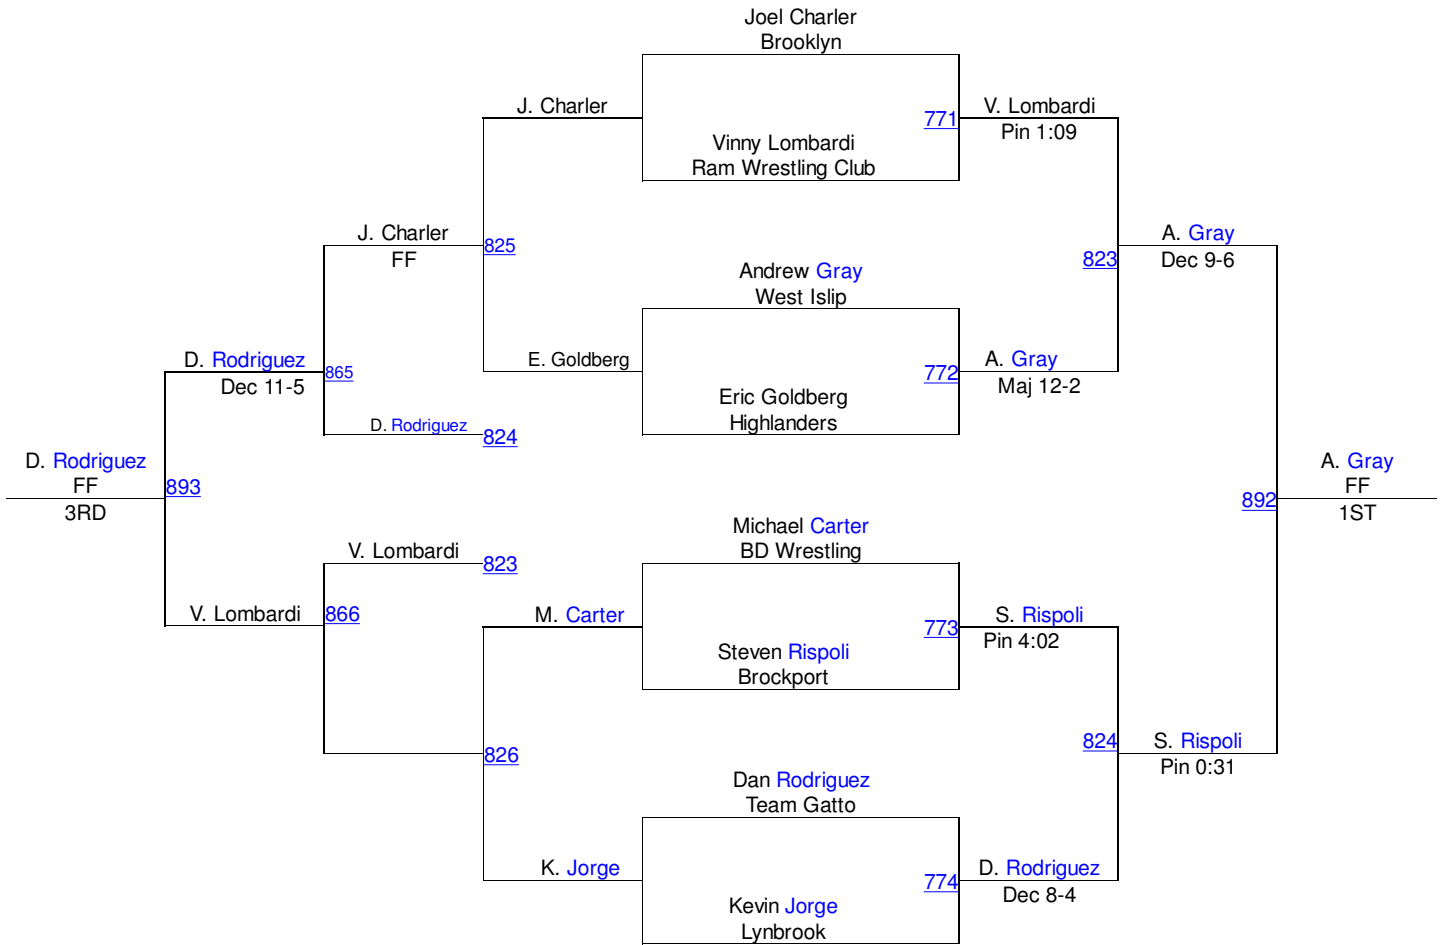 Joel Charler
Brooklyn
J. Charler
771
V. Lombardi
Pin 1:09
Vinny Lombardi
Ram Wrestling Club
J. Charler
FF
825
A. Gray
Dec 9-6
823
Andrew Gray
West Islip
E. Goldberg
772
A. Gray
Maj 12-2
Eric Goldberg
Highlanders
D. Rodriguez
Dec 11-5
865
D. Rodriguez
824
D. Rodriguez
FF
3RD
893
A. Gray
FF
1ST
892
Michael Carter
BD Wrestling
V. Lombardi
823
V. Lombardi
866
M. Carter
773
S. Rispoli
Pin 4:02
Steven Rispoli
Brockport
826
824
S. Rispoli
Pin 0:31
Dan Rodriguez
Team Gatto
K. Jorge
774
D. Rodriguez
Dec 8-4
Kevin Jorge
Lynbrook